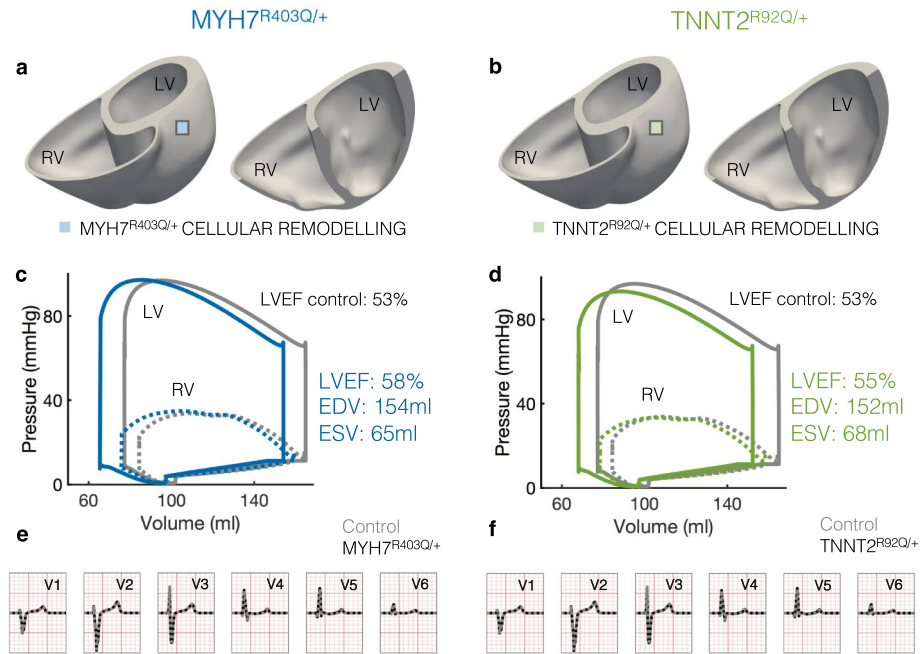 MYH7R403Q/+
TNNT2R92Q/+
a
LV
RV
LV
RV
MYH7R403Q/+ CELLULAR REMODELLING
b
LV
RV
LV
RV
TNNT2R92Q/+ CELLULAR REMODELLING
c
Pressure (mmHg)
80
40
0
60
100
140
Volume (ml)
LV
RV
LVEF control: 53%
LVEF: 58%
EDV: 154ml
ESV: 65ml
d
Pressure (mmHg)
80
40
0
60
100
140
Volume (ml)
LV
RV
LVEF control: 53%
LVEF: 55%
EDV: 152ml
ESV: 68ml
e
Control
MYH7R403Q/+
V1
V2
V3
V4
V5
V6
f
Control
TNNT2R92Q/+
V1
V2
V3
V4
V5
V6